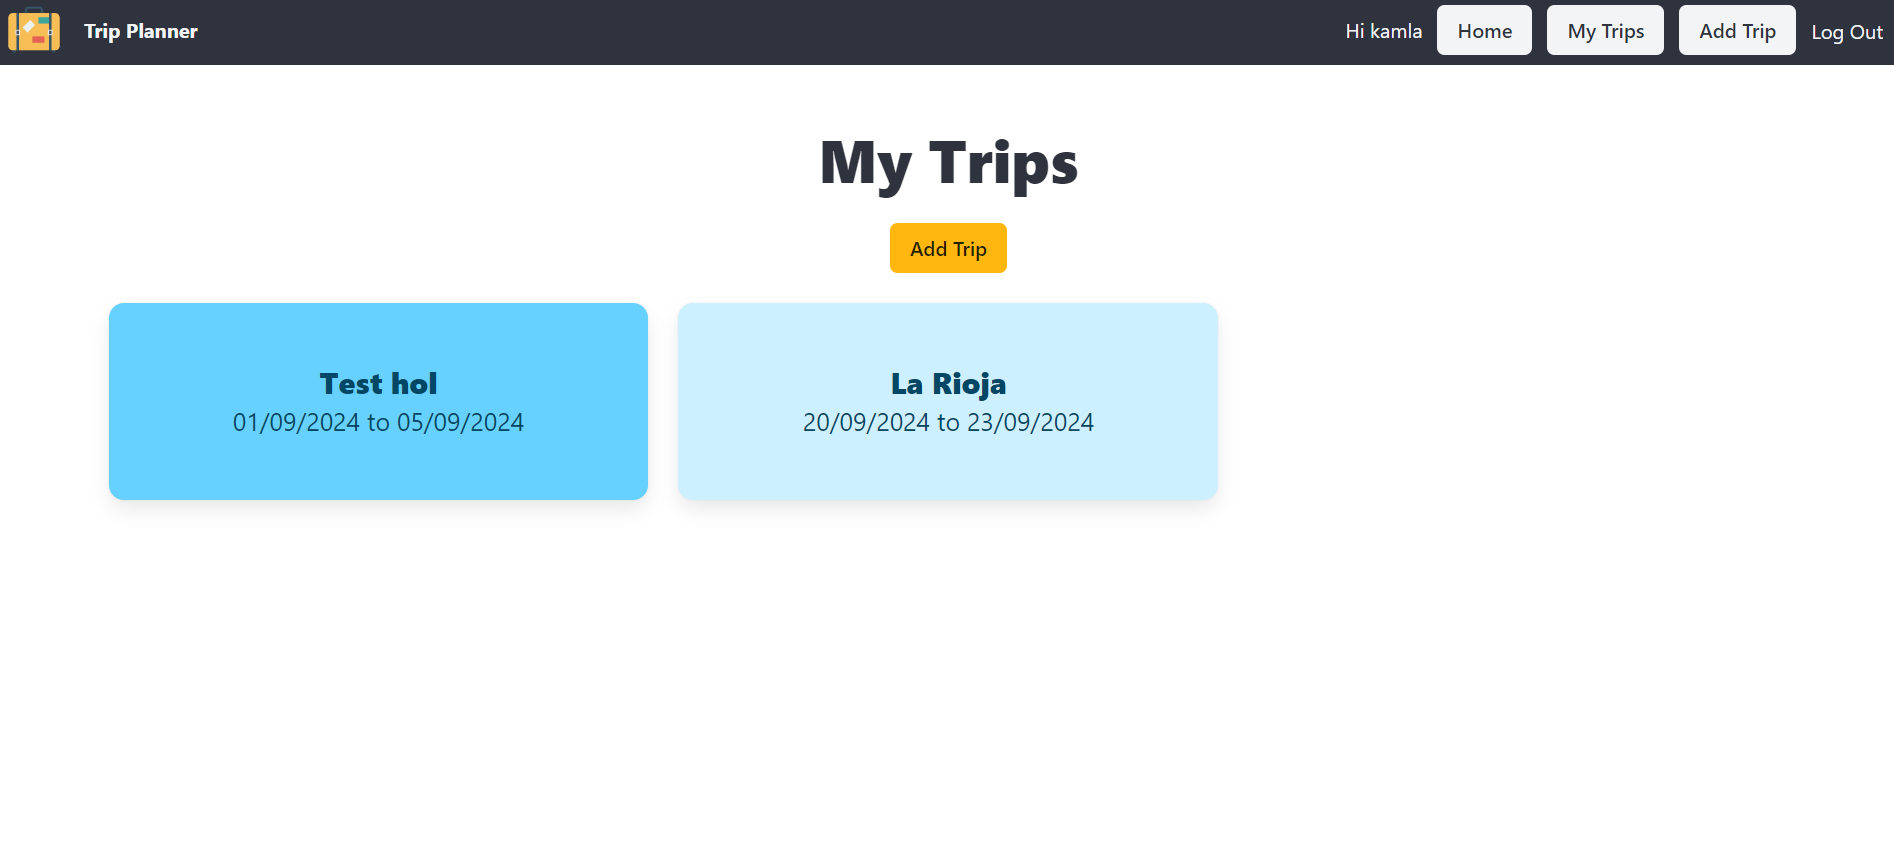 Trip Planner Hi kamla Home My Trips Add Trip Log Out
My Trips
Add Trip
Test hol
01/09/2024 to 05/09/2024
La Rioja
20/09/2024 to 23/09/2024